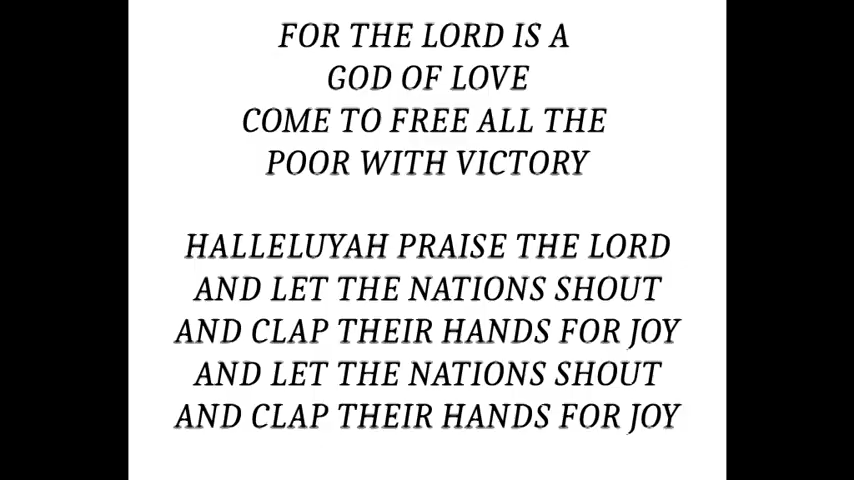 FOR THE LORD IS A
GOD OF LOVE
COME TO FREE ALL THE
POOR WITH VICTORY
HALLELUYAH PRAISE THE LORD
AND LET THE NATIONS SHOUT
AND CLAP THEIR HANDS FOR JOY
AND LET THE NATIONS SHOUT
AND CLAP THEIR HANDS FOR JOY